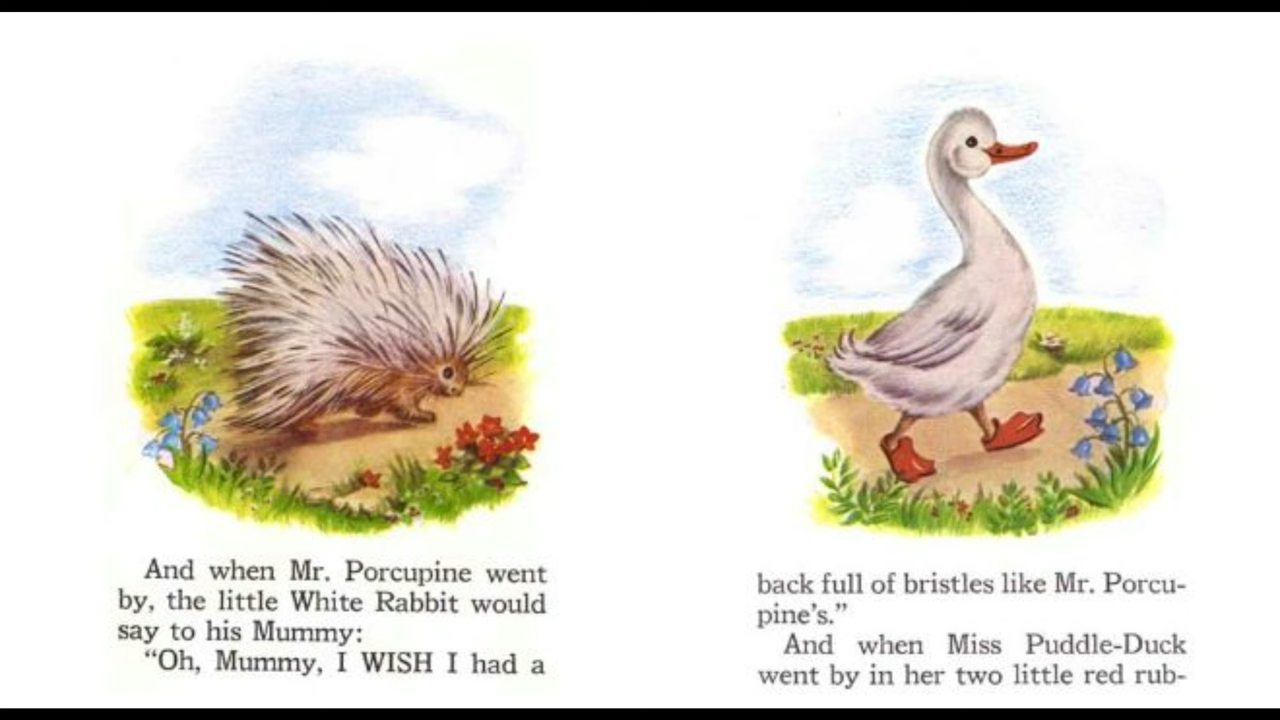 And when Mr. Porcupine went
by, the little White Rabbit would
say to his Mummy:
“Oh, Mummy, I WISH I had a
back full of bristles like Mr. Porcu-
pine's.”
And when Miss Puddle-Duck
went by in her two little red rub-